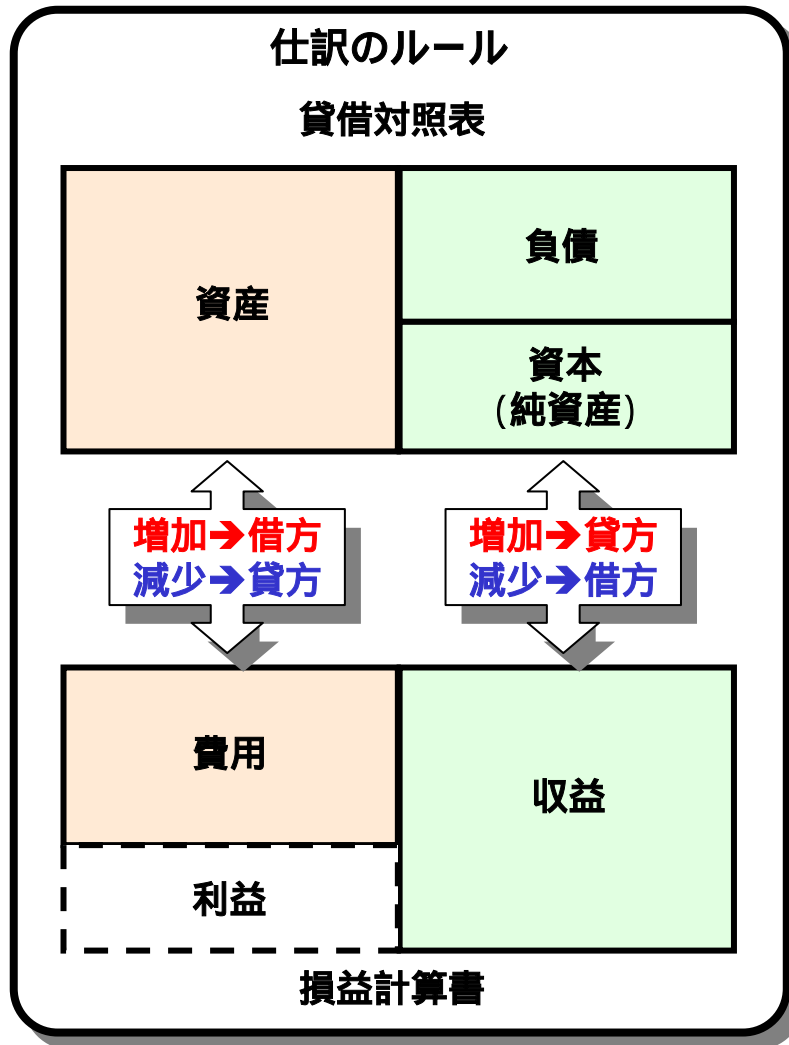 仕訳のルール
貸借対照表
資産
負債
資本
(純資産)
増加➔借方
減少➔貸方
増加➔貸方
減少➔借方
費用
収益
利益
損益計算書